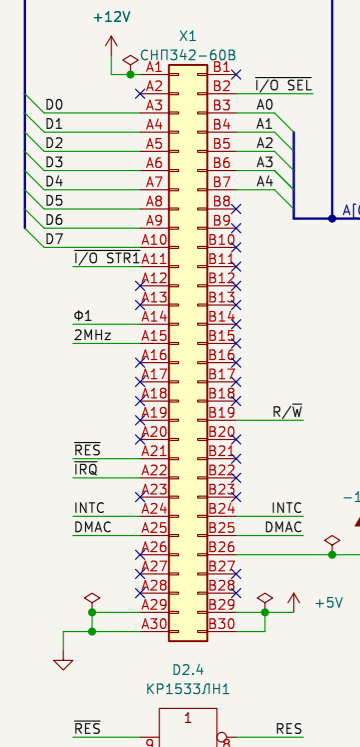 +12V
X1
СНП342-60В
A1 B1
A2 B2 I/O SEL
D0 A3 B3 A0
D1 A4 B4 A1
D2 A5 B5 A2
D3 A6 B6 A3
D4 A7 B7 A4
D5 A8 B8
D6 A9 B9
D7 A10 B10
I/O STR1 A11 B11
A12 B12
A13 B13
Φ1 A14 B14
2MHz A15 B15
A16 B16
A17 B17
A18 B18
A19 B19 R/W
A20 B20
RES A21 B21
IRQ A22 B22
A23 B23
INTC A24 B24 INTC
DMAC A25 B25 DMAC
A26 B26
A27 B27
A28 B28
A29 B29 +5V
A30 B30
A[
-1
D2.4
КР1533ЛН1
1
RES 9 8 RES